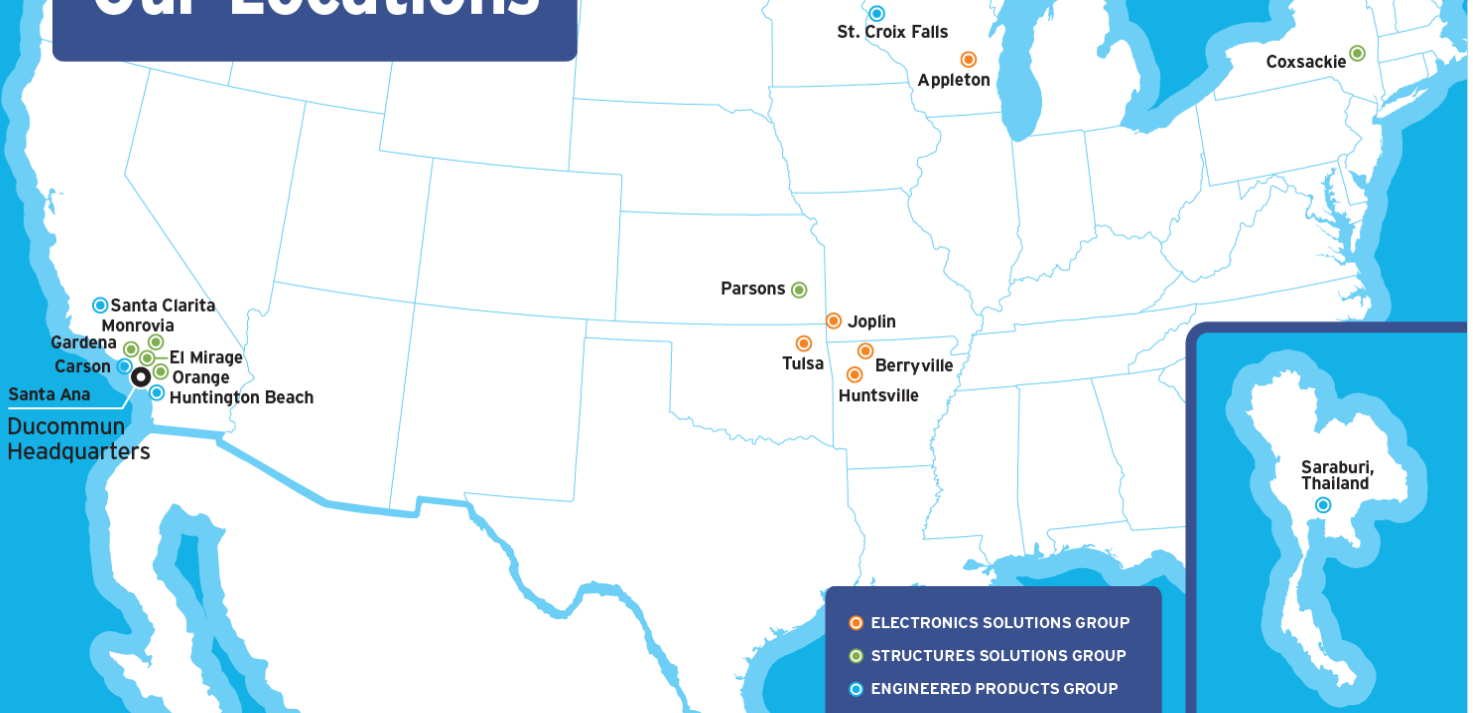 Our Locations
St. Croix Falls
Appleton
Coxsackie
Santa Clarita
Monrovia
Gardena
El Mirage
Carson
Orange
Santa Ana
Huntington Beach
Ducommun
Headquarters
Parsons
Joplin
Tulsa
Berryville
Huntsville
Saraburi,
Thailand
ELECTRONICS SOLUTIONS GROUP
STRUCTURES SOLUTIONS GROUP
ENGINEERED PRODUCTS GROUP